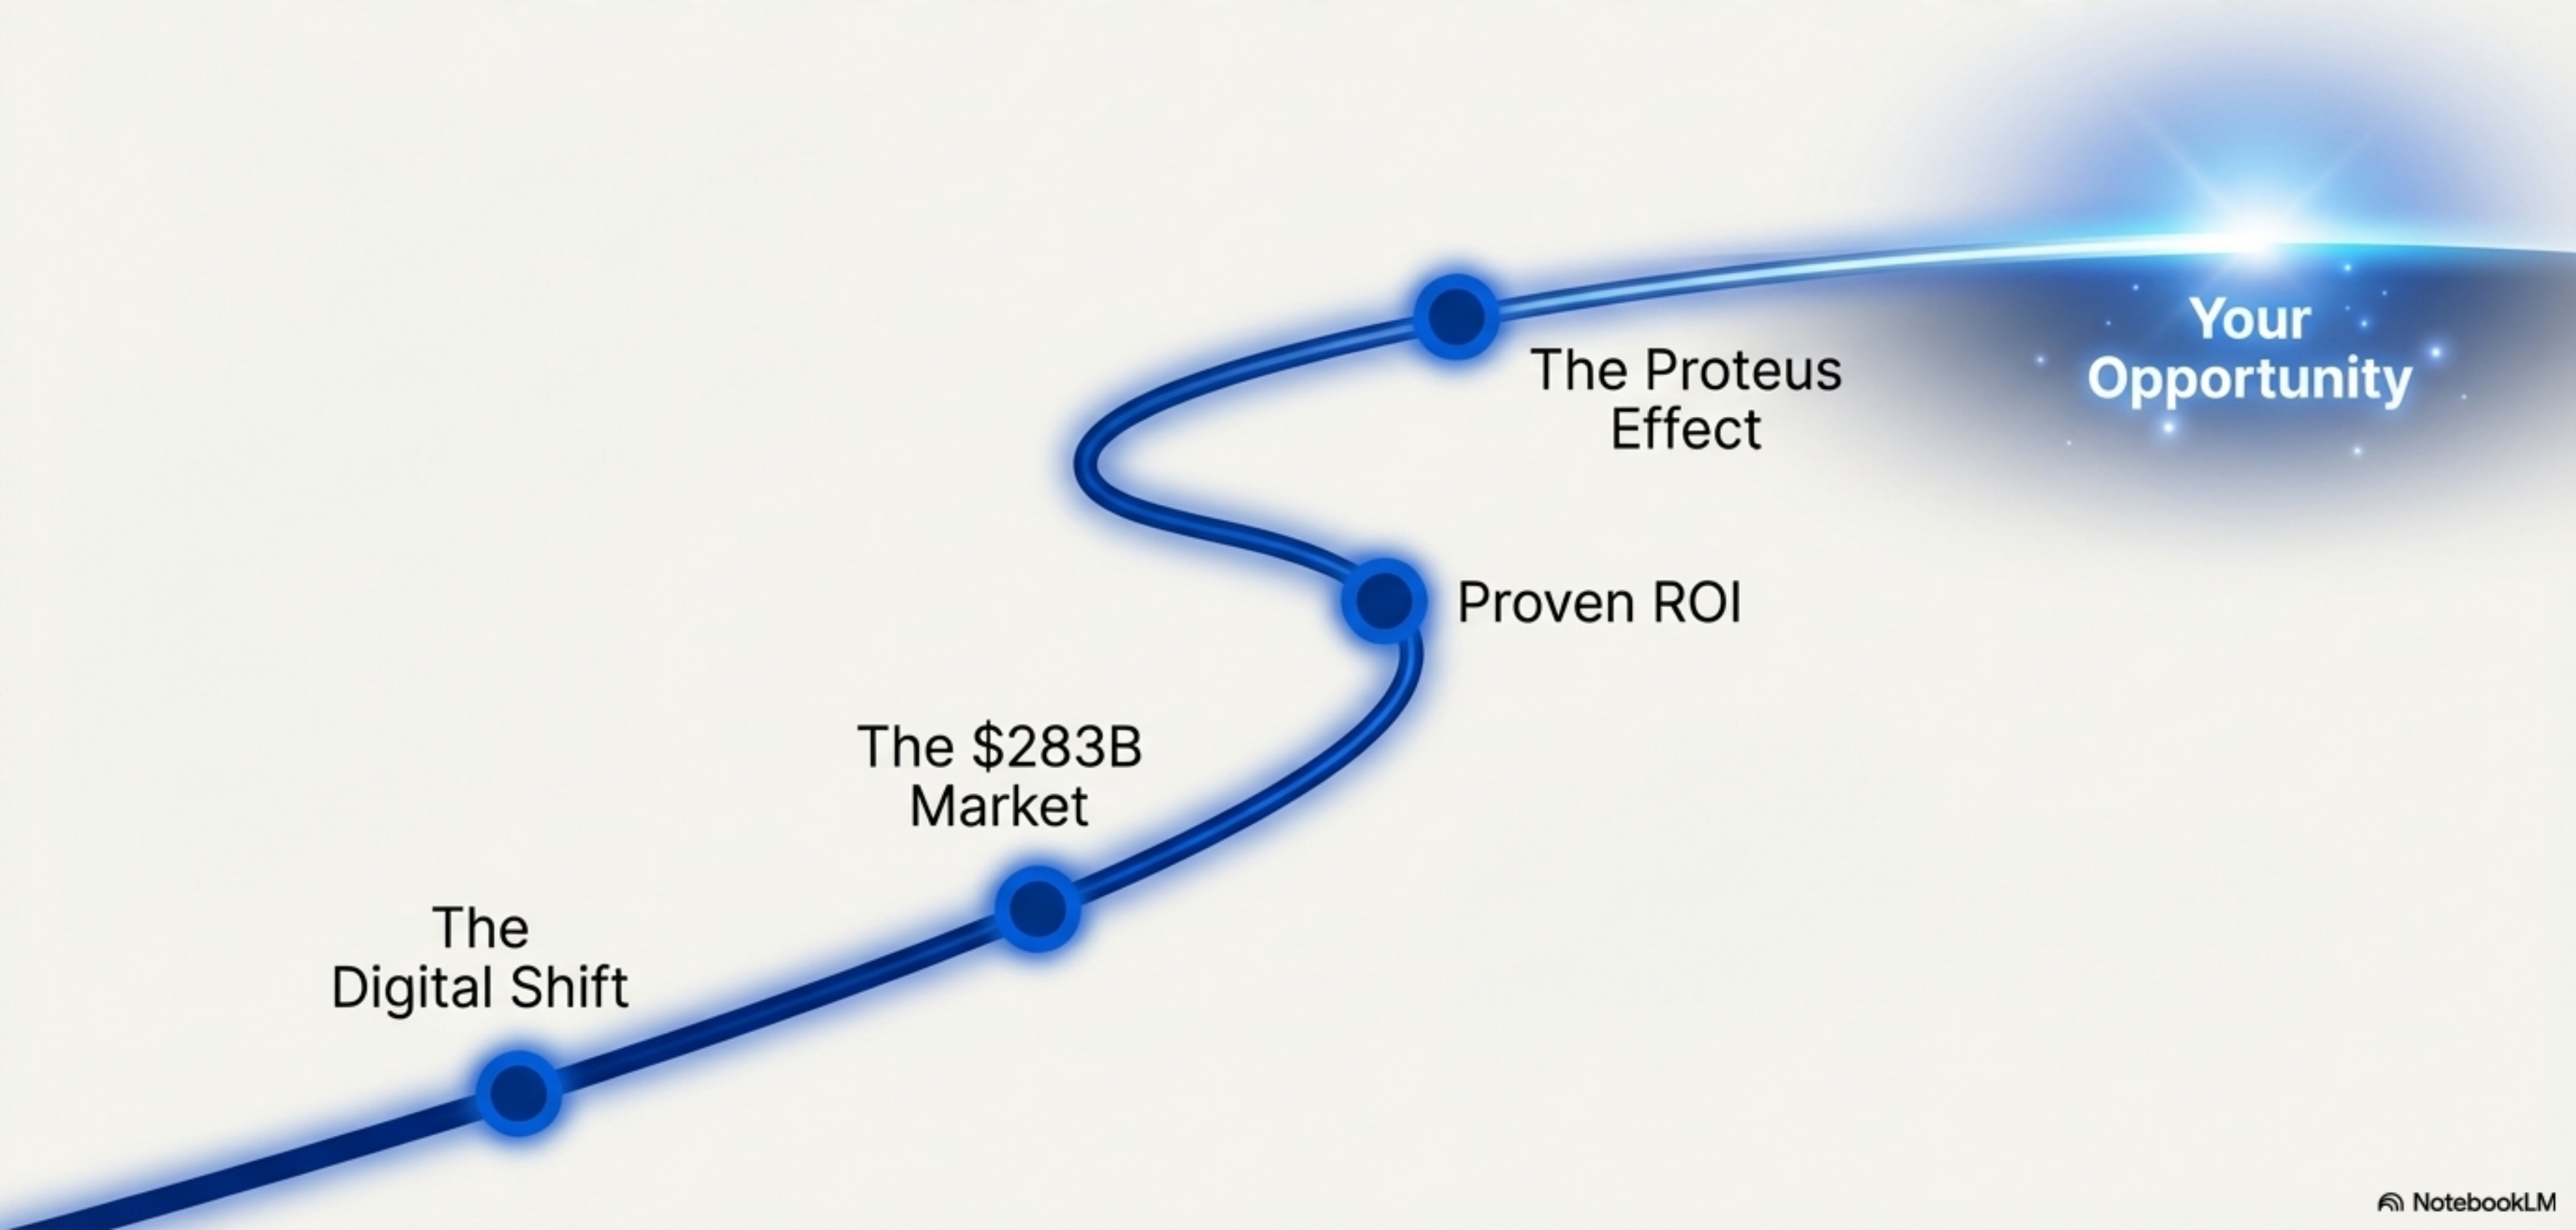 The
Digital Shift
The $283B
Market
Proven ROI
The Proteus
Effect
Your
Opportunity
NotebookLM